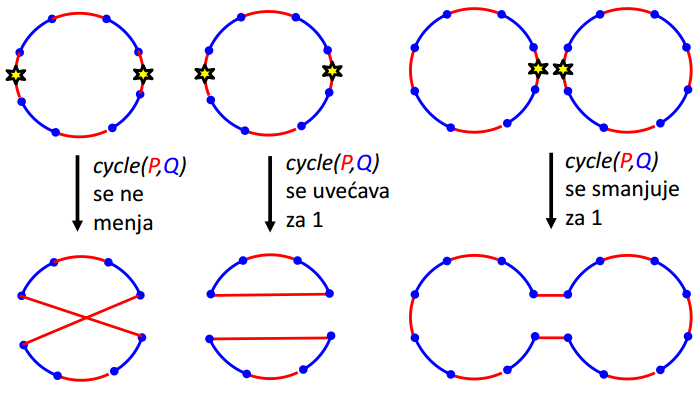 cycle(P,Q)
se ne
menja
cycle(P,Q)
se uvećava
za 1
cycle(P,Q)
se smanjuje
za 1